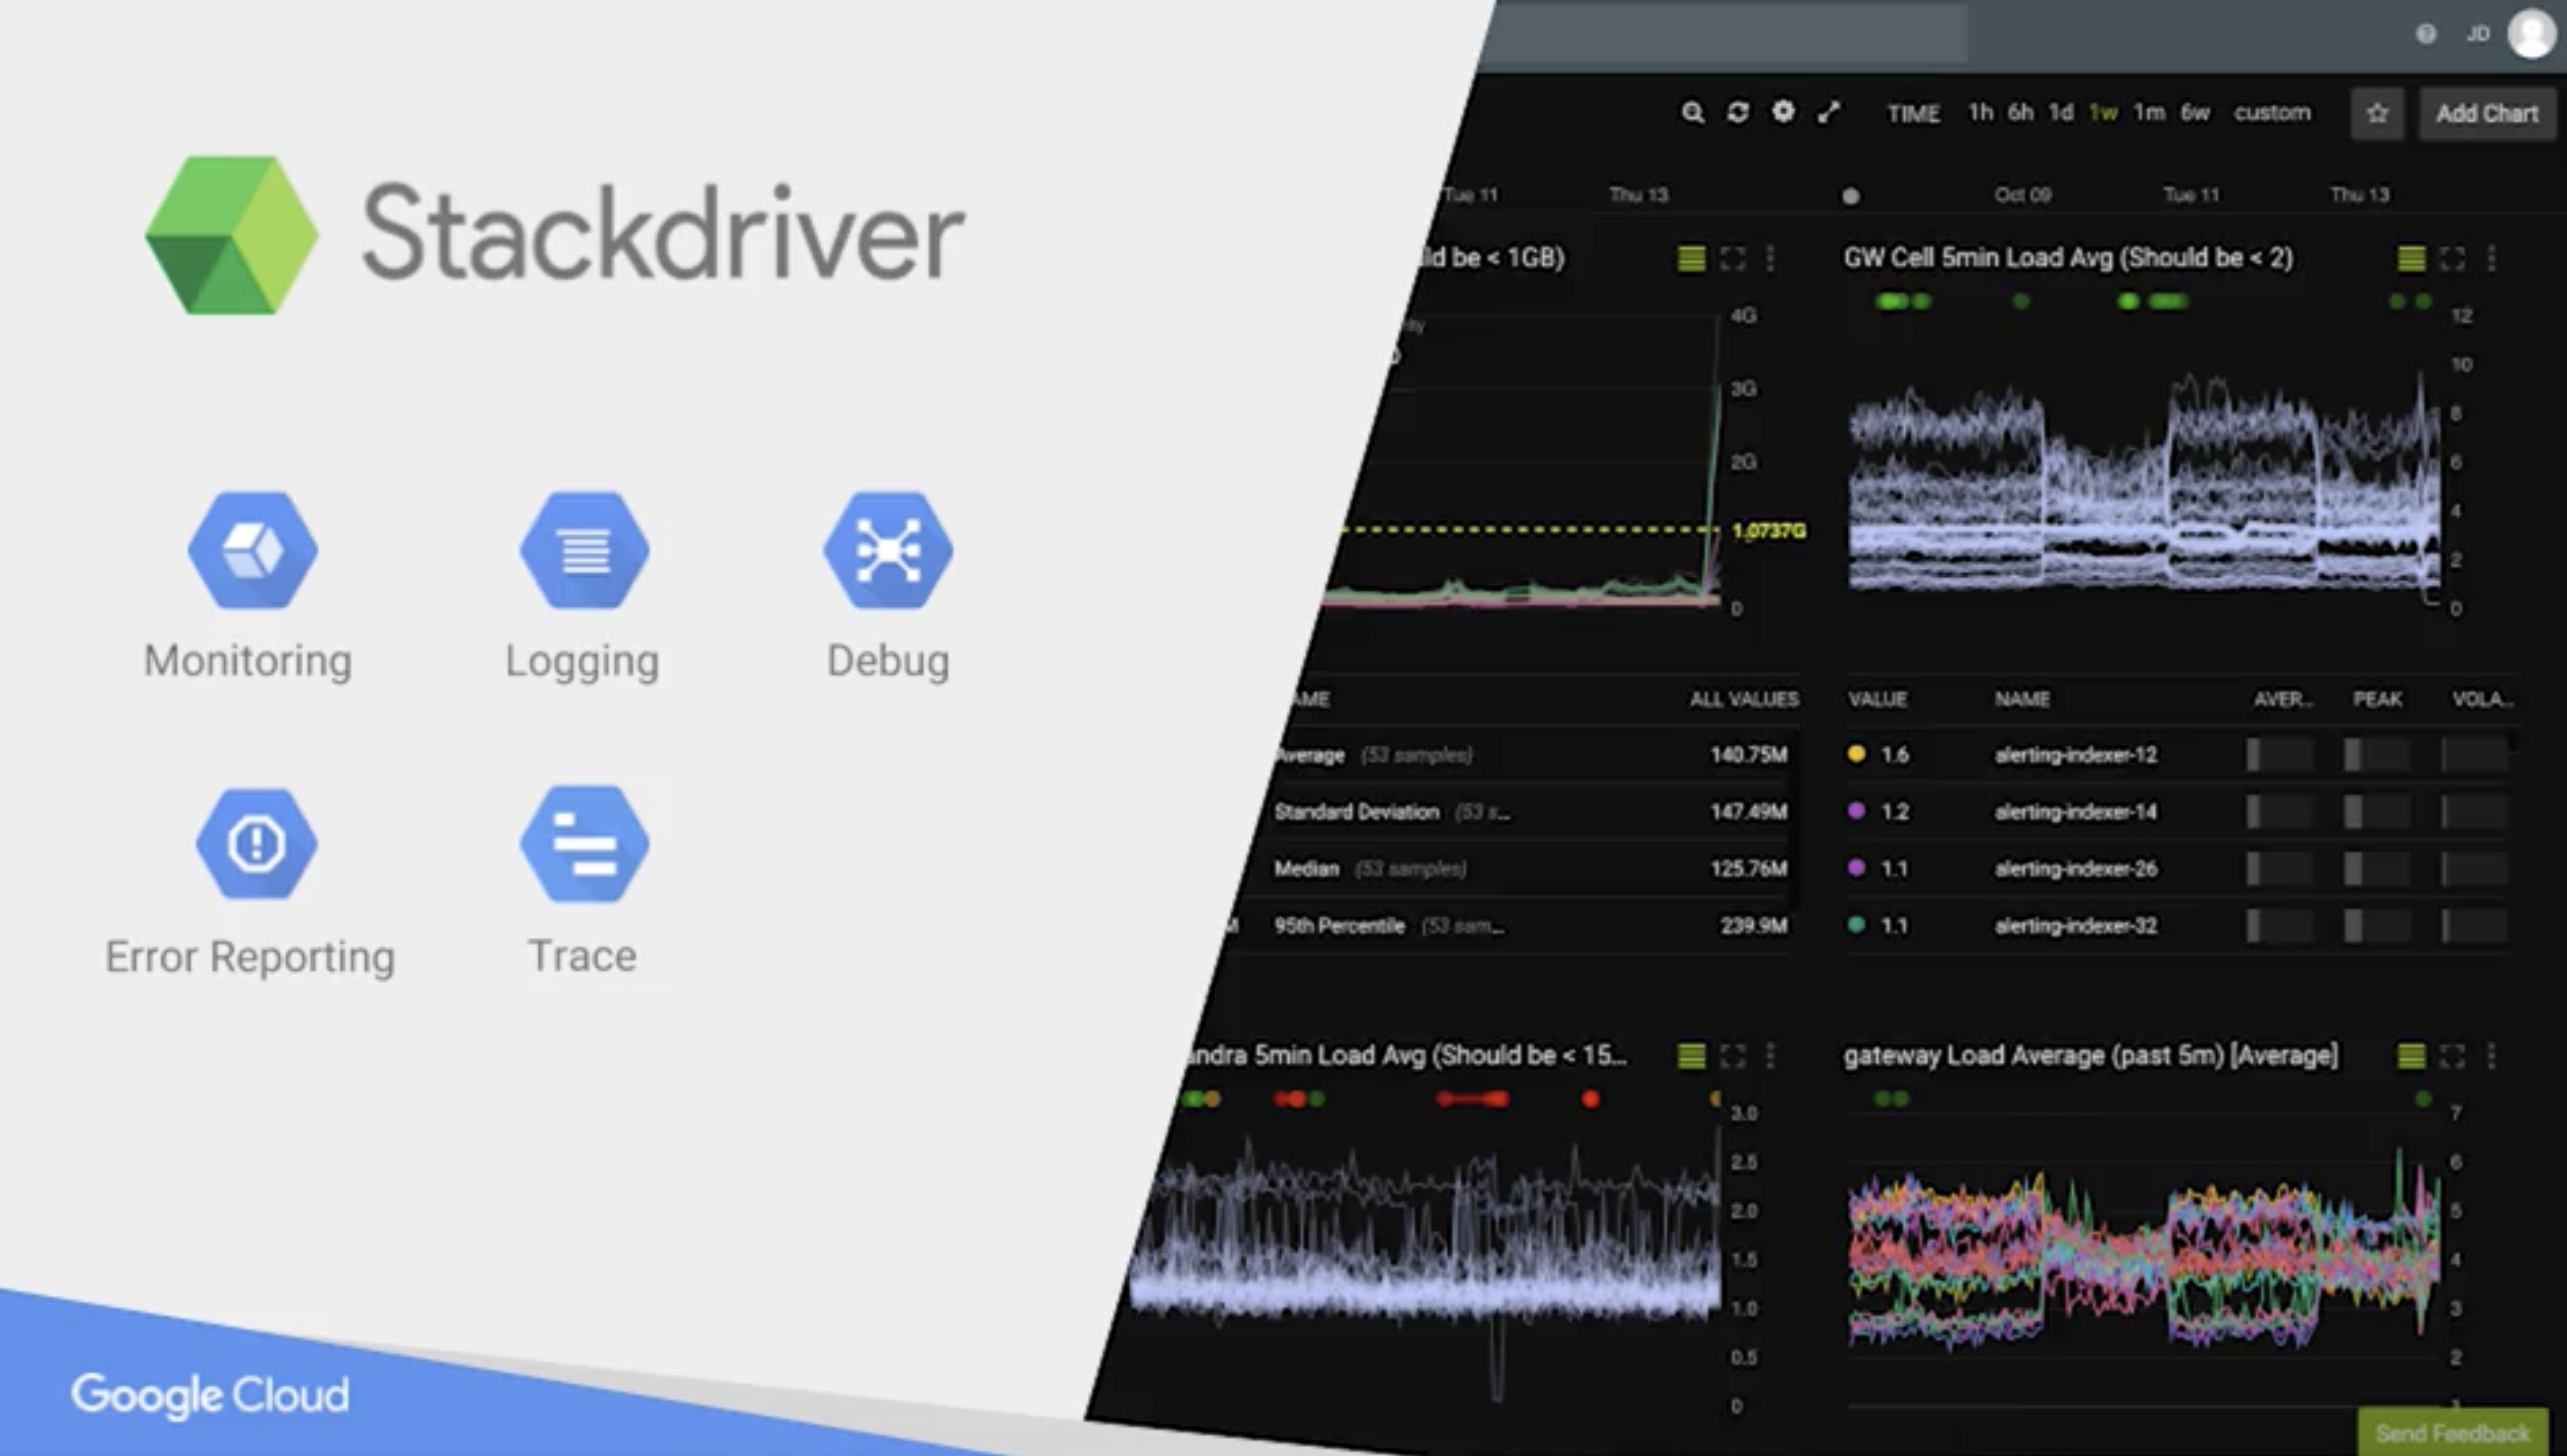 Stackdriver
Monitoring
Logging
Debug
Error Reporting
Trace
Google Cloud
JD
TIME 1h 6h 1d 1w 1m 6w custom
Add Chart
Tue 11 Thu 13
Oct 09 Tue 11 Thu 13
be < 1GB)
4G
3G
2G
1.0737G
0
GW Cell 5min Load Avg (Should be < 2)
12
10
8
6
4
2
0
ALL VALUES
Average (53 samples) 140.75M
Standard Deviation (53 s... 147.49M
Median (53 samples) 125.76M
95th Percentile (53 sam... 239.9M
VALUE NAME AVER... PEAK VOLA...
1.6 alerting-indexer-12
1.2 alerting-indexer-14
1.1 alerting-indexer-26
1.1 alerting-indexer-32
andra 5min Load Avg (Should be < 15...
3.0
2.5
2.0
1.5
1.0
0.5
0
gateway Load Average (past 5m) [Average]
7
6
5
4
3
2
Send Feedback